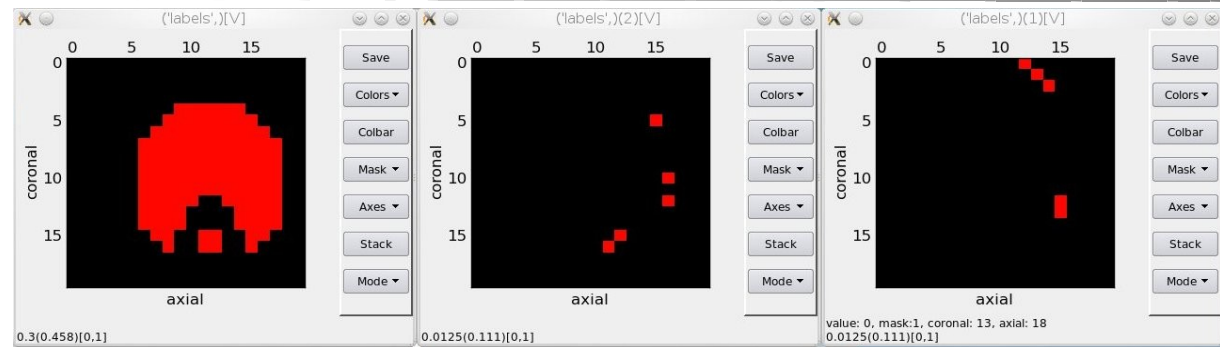 ('labels',)[V]
0 5 10 15
0
5
10
15
coronal
axial
Save
Colors
Colbar
Mask
Axes
Stack
Mode
0.3(0.458)[0,1]
('labels',)(2)[V]
0 5 10 15
0
5
10
15
coronal
axial
Save
Colors
Colbar
Mask
Axes
Stack
Mode
0.0125(0.111)[0,1]
('labels',)(1)[V]
0 5 10 15
0
5
10
15
coronal
axial
Save
Colors
Colbar
Mask
Axes
Stack
Mode
value: 0, mask:1, coronal: 13, axial: 18
0.0125(0.111)[0,1]